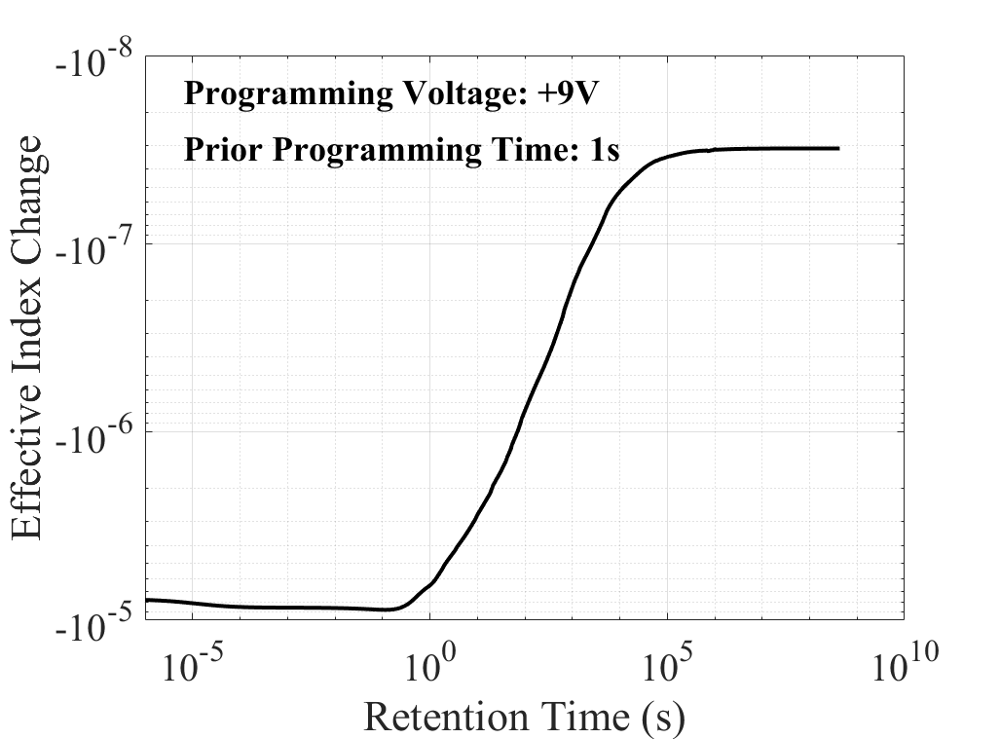 -10^-8
Programming Voltage: +9V
Prior Programming Time: 1s
-10^-7
Effective Index Change
-10^-6
-10^-5
10^-5
10^0
10^5
10^10
Retention Time (s)